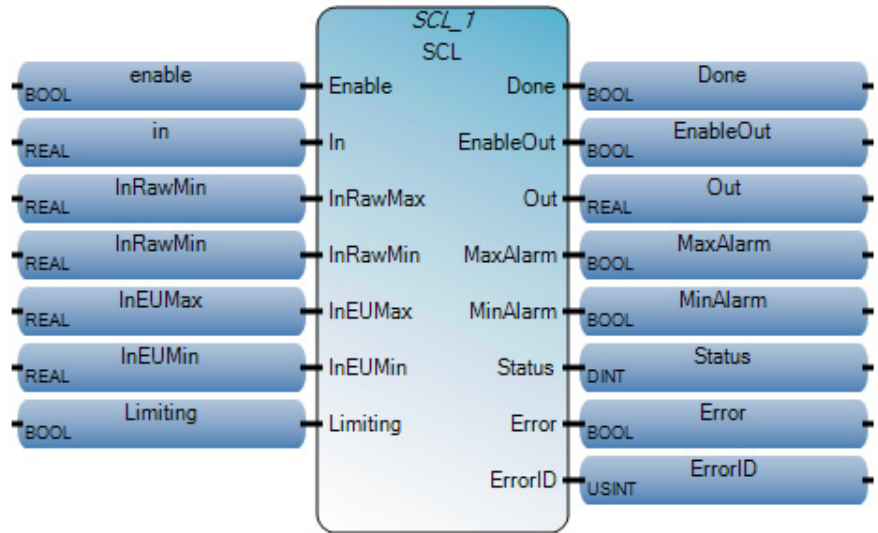 SCL_1
SCL
enable
BOOL
Enable
Done
Done
BOOL
in
REAL
In
EnableOut
EnableOut
BOOL
InRawMin
REAL
InRawMax
Out
Out
REAL
InRawMin
REAL
InRawMin
MaxAlarm
MaxAlarm
BOOL
InEUMax
REAL
InEUMax
MinAlarm
MinAlarm
BOOL
InEUMin
REAL
InEUMin
Status
Status
DINT
Limiting
BOOL
Limiting
Error
Error
BOOL
ErrorID
ErrorID
USINT